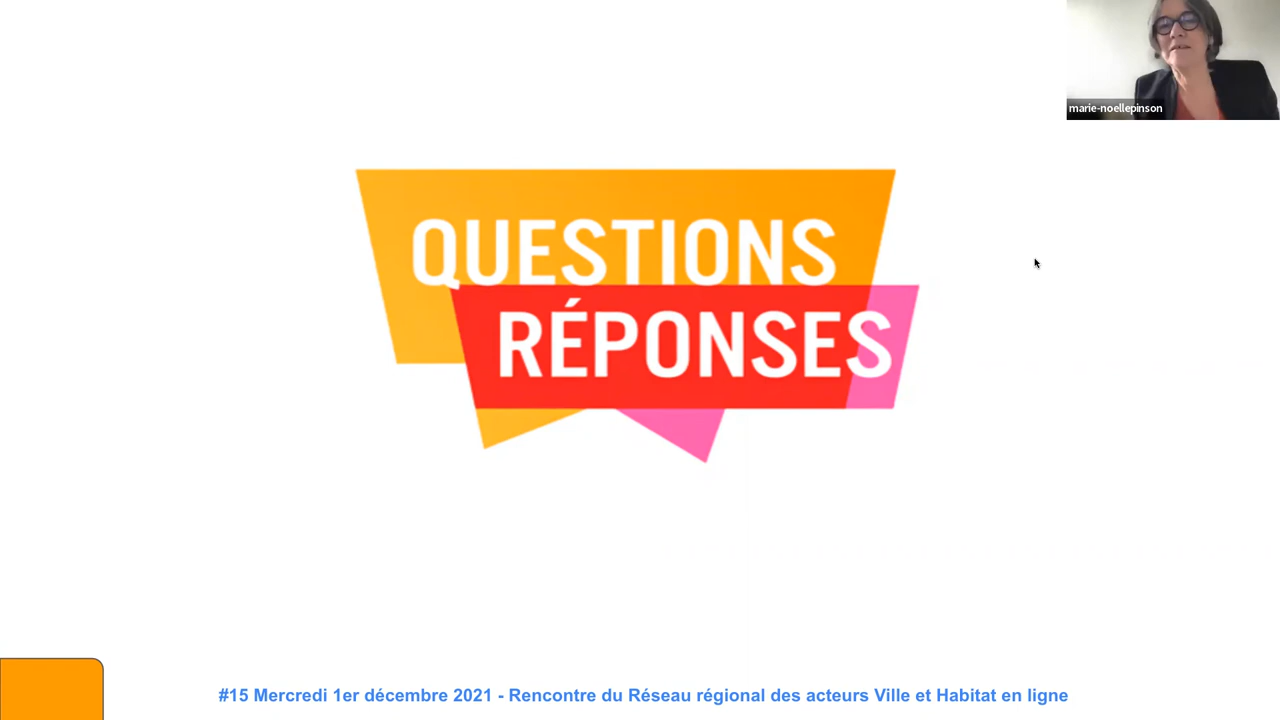 marie-noellepinson
QUESTIONS
RÉPONSES
#15 Mercredi 1er décembre 2021 - Rencontre du Réseau régional des acteurs Ville et Habitat en ligne